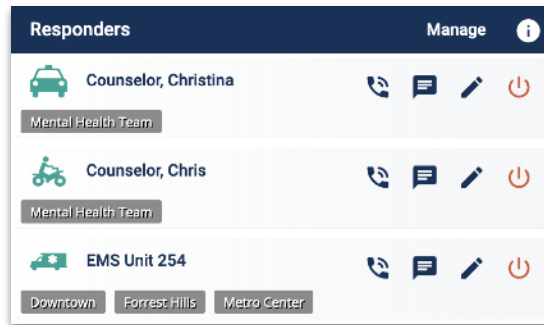 Responders Manage i
Counselor, Christina
Mental Health Team
Counselor, Chris
Mental Health Team
EMS Unit 254
Downtown Forrest Hills Metro Center